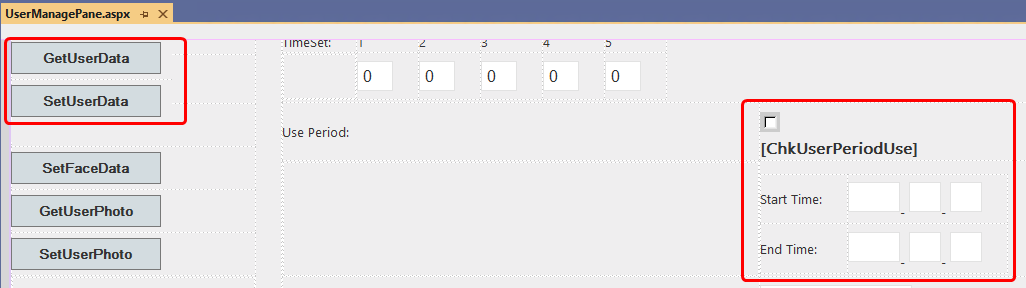 UserManagePane.aspx
GetUserData
SetUserData
SetFaceData
GetUserPhoto
SetUserPhoto
TimeSet: 1 2 3 4 5
0 0 0 0 0
Use Period:
[ChkUserPeriodUse]
Start Time: - -
End Time: - -